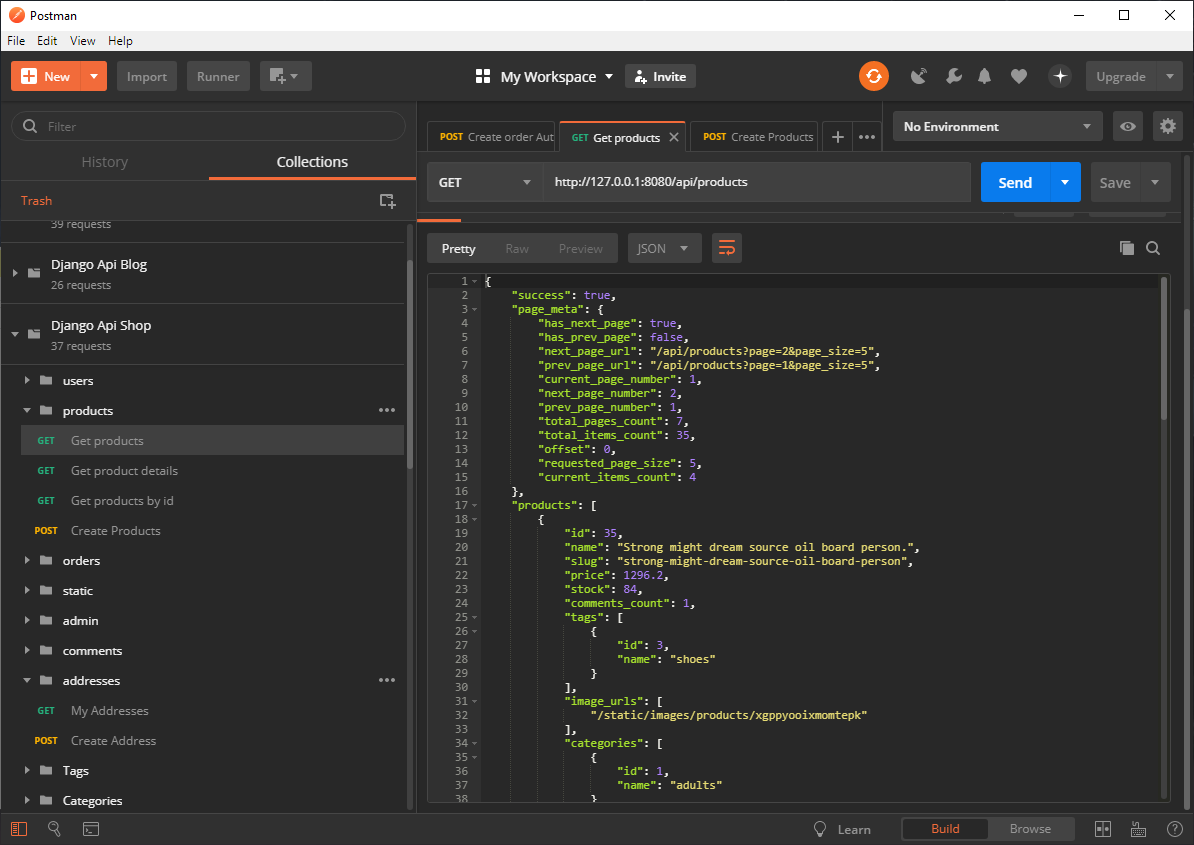 Postman
File Edit View Help
New Import Runner My Workspace Invite Upgrade
Filter
History Collections
Trash
39 requests
Django Api Blog
26 requests
Django Api Shop
37 requests
users
products
GET Get products
GET Get product details
GET Get products by id
POST Create Products
orders
static
admin
comments
addresses
GET My Addresses
POST Create Address
Tags
Categories
POST Create order Aut GET Get products POST Create Products No Environment
GET http://127.0.0.1:8080/api/products Send Save
Pretty Raw Preview JSON
1 {
2 "success": true,
3 "page_meta": {
4 "has_next_page": true,
5 "has_prev_page": false,
6 "next_page_url": "/api/products?page=2&page_size=5",
7 "prev_page_url": "/api/products?page=1&page_size=5",
8 "current_page_number": 1,
9 "next_page_number": 2,
10 "prev_page_number": 1,
11 "total_pages_count": 7,
12 "total_items_count": 35,
13 "offset": 0,
14 "requested_page_size": 5,
15 "current_items_count": 4
16 },
17 "products": [
18 {
19 "id": 35,
20 "name": "Strong might dream source oil board person.",
21 "slug": "strong-might-dream-source-oil-board-person",
22 "price": 1296.2,
23 "stock": 84,
24 "comments_count": 1,
25 "tags": [
26 {
27 "id": 3,
28 "name": "shoes"
29 }
30 ],
31 "image_urls": [
32 "/static/images/products/xgppyooixmomtepk"
33 ],
34 "categories": [
35 {
36 "id": 1,
37 "name": "adults"
38 }
Learn Build Browse